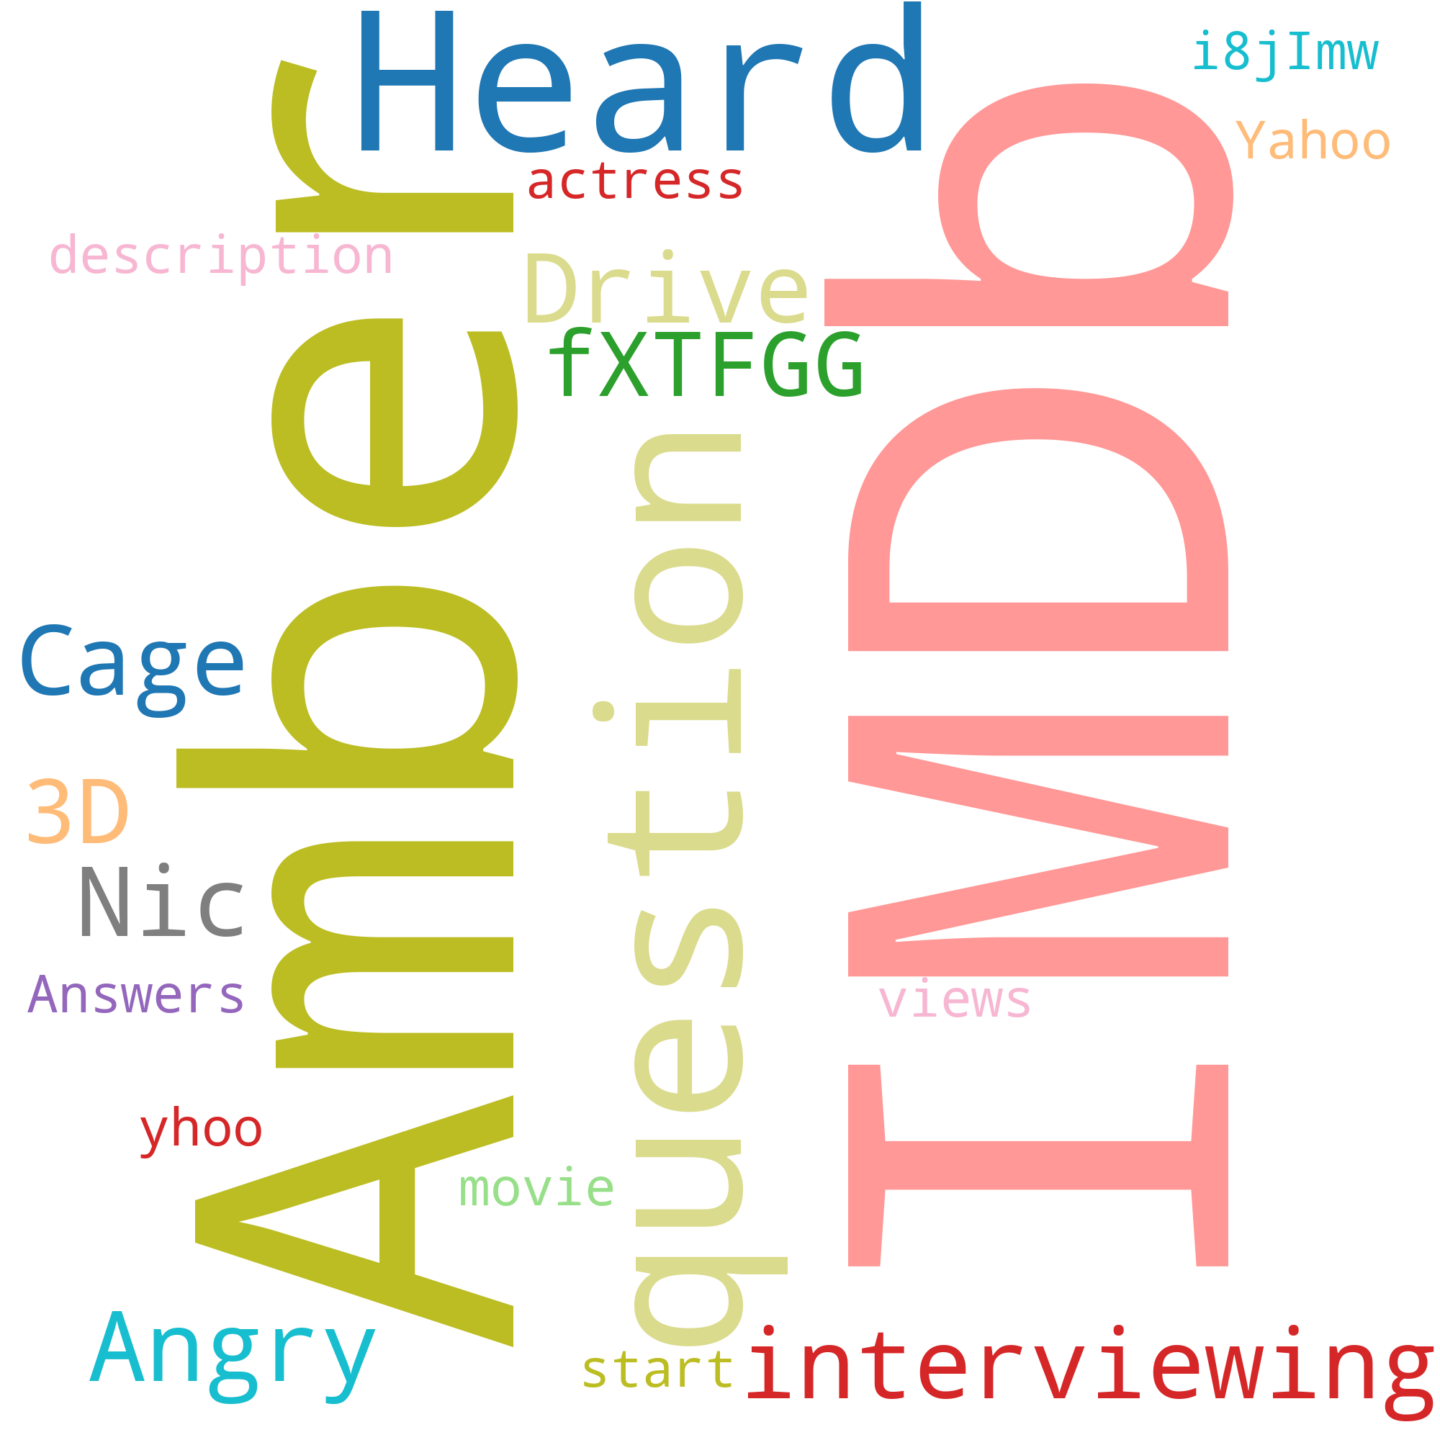 Heard
i8jImw
Yahoo
actress
description
Drive
fXTFGG
Amber
question
IMDb
Cage
3D
Nic
Answers
views
yhoo
movie
Angry
start
interviewing